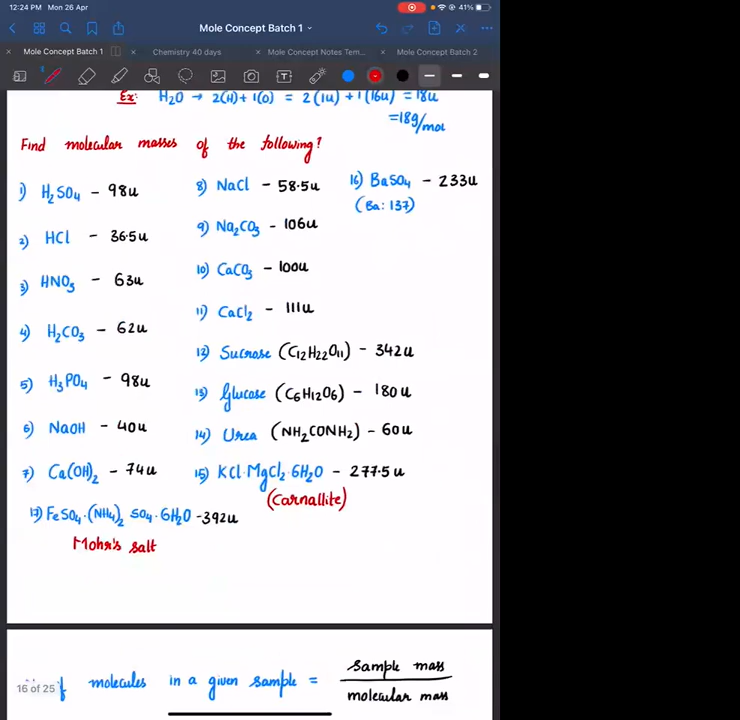 12:24 PM Mon 26 Apr
41%
Mole Concept Batch 1
Mole Concept Batch 1
Chemistry 40 days
Mole Concept Notes Tem...
Mole Concept Batch 2
Ex: H₂O → 2(H) + 1(O) = 2(1u) + 1(16u) = 18u
= 18g/mol
Find molecular masses of the following?
1) H₂SO₄ - 98u
2) HCl - 36.5u
3) HNO₃ - 63u
4) H₂CO₃ - 62u
5) H₃PO₄ - 98u
6) NaOH - 40u
7) Ca(OH)₂ - 74u
8) NaCl - 58.5u
9) Na₂CO₃ - 106u
10) CaCO₃ - 100u
11) CaCl₂ - 111u
12) Sucrose (C₁₂H₂₂O₁₁) - 342u
13) Glucose (C₆H₁₂O₆) - 180u
14) Urea (NH₂CONH₂) - 60u
15) KCl·MgCl₂·6H₂O - 277.5u
(Carnallite)
16) BaSO₄ - 233u
(Ba: 137)
17) FeSO₄·(NH₄)₂ SO₄·6H₂O - 392u
Mohr's salt
16 of 25
molecules in a given sample = sample mass
molecular mass